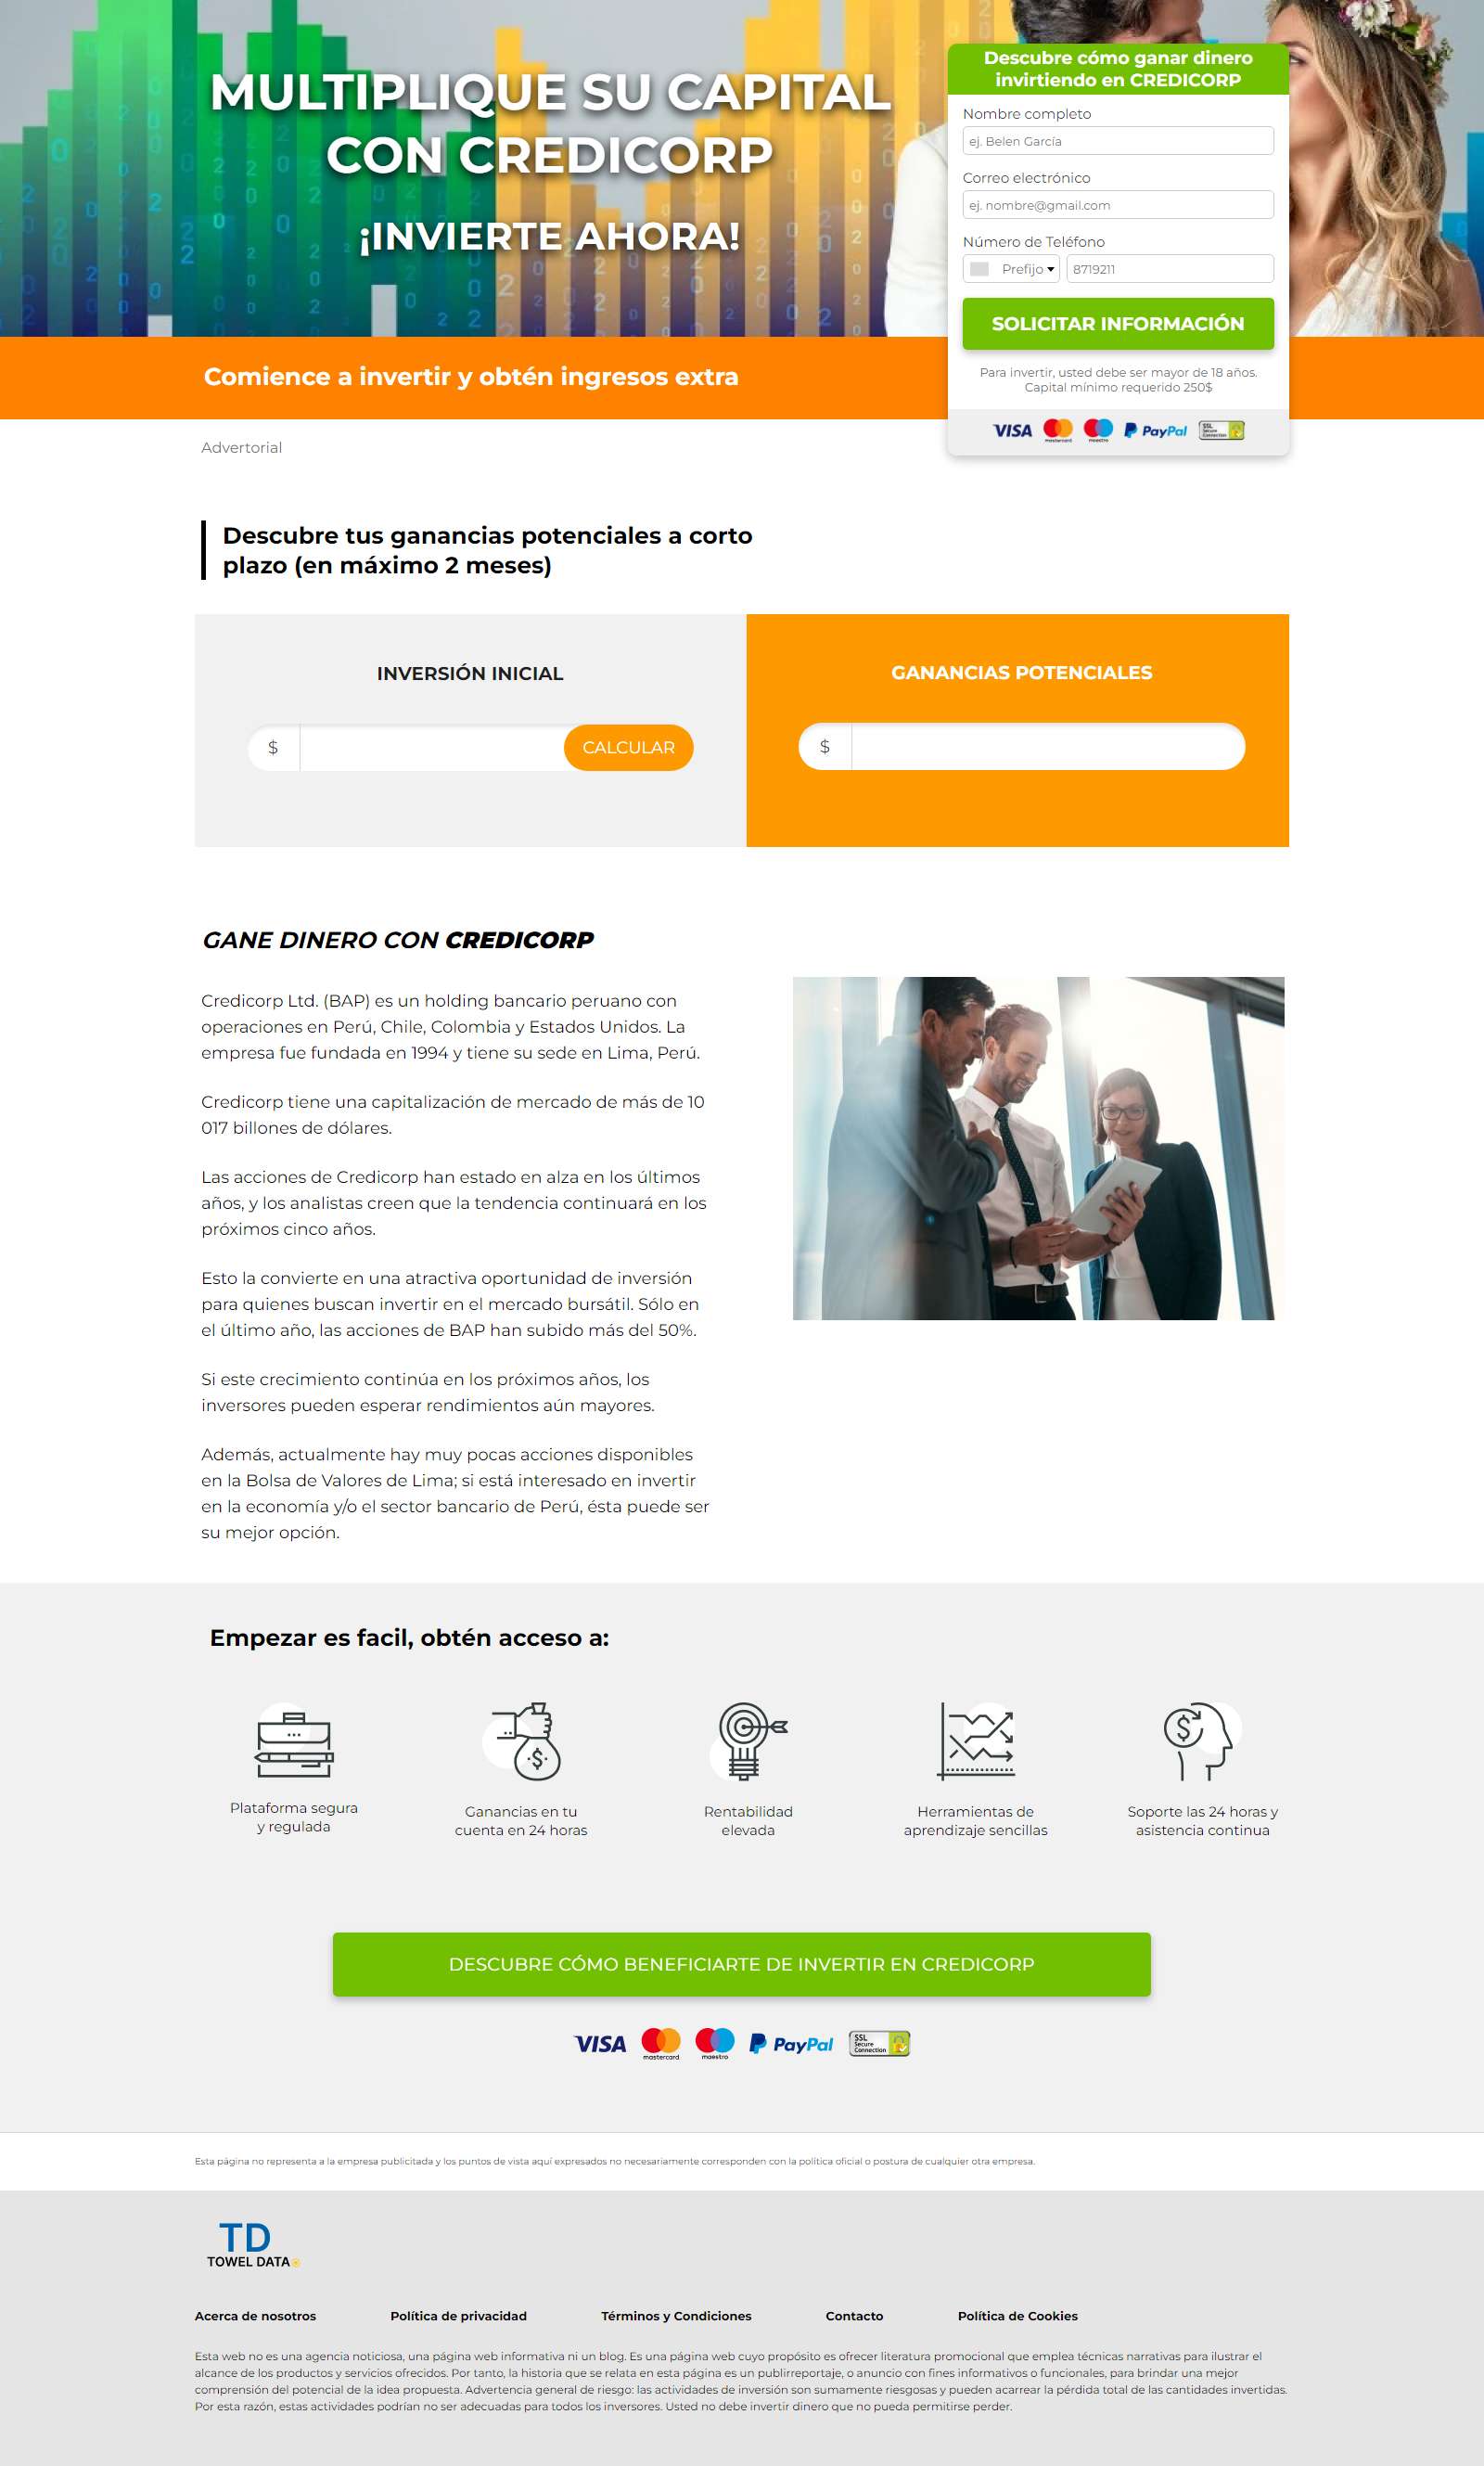 MULTIPLIQUE SU CAPITAL
CON CREDICORP
¡INVIERTE AHORA!
Descubre cómo ganar dinero
invirtiendo en CREDICORP
Nombre completo
ej. Belen García
Correo electrónico
ej. nombre@gmail.com
Número de Teléfono
Prefijo
8719211
SOLICITAR INFORMACIÓN
Para invertir, usted debe ser mayor de 18 años.
Capital mínimo requerido 250$
VISA mastercard maestro PayPal SSL Secure Connection
Comience a invertir y obtén ingresos extra
Advertorial
Descubre tus ganancias potenciales a corto
plazo (en máximo 2 meses)
INVERSIÓN INICIAL
$
CALCULAR
GANANCIAS POTENCIALES
$
GANE DINERO CON CREDICORP
Credicorp Ltd. (BAP) es un holding bancario peruano con
operaciones en Perú, Chile, Colombia y Estados Unidos. La
empresa fue fundada en 1994 y tiene su sede en Lima, Perú.
Credicorp tiene una capitalización de mercado de más de 10
017 billones de dólares.
Las acciones de Credicorp han estado en alza en los últimos
años, y los analistas creen que la tendencia continuará en los
próximos cinco años.
Esto la convierte en una atractiva oportunidad de inversión
para quienes buscan invertir en el mercado bursátil. Sólo en
el último año, las acciones de BAP han subido más del 50%.
Si este crecimiento continúa en los próximos años, los
inversores pueden esperar rendimientos aún mayores.
Además, actualmente hay muy pocas acciones disponibles
en la Bolsa de Valores de Lima; si está interesado en invertir
en la economía y/o el sector bancario de Perú, ésta puede ser
su mejor opción.
Empezar es facil, obtén acceso a:
Plataforma segura
y regulada
Ganancias en tu
cuenta en 24 horas
Rentabilidad
elevada
Herramientas de
aprendizaje sencillas
Soporte las 24 horas y
asistencia continua
DESCUBRE CÓMO BENEFICIARTE DE INVERTIR EN CREDICORP
VISA mastercard maestro PayPal SSL Secure Connection
Esta página no representa a la empresa publicitada y los puntos de vista aquí expresados no necesariamente corresponden con la política oficial o postura de cualquier otra empresa.
TD
TOWEL DATA
Acerca de nosotros
Política de privacidad
Términos y Condiciones
Contacto
Política de Cookies
Esta web no es una agencia noticiosa, una página web informativa ni un blog. Es una página web cuyo propósito es ofrecer literatura promocional que emplea técnicas narrativas para ilustrar el
alcance de los productos y servicios ofrecidos. Por tanto, la historia que se relata en esta página es un publirreportaje, o anuncio con fines informativos o funcionales, para brindar una mejor
comprensión del potencial de la idea propuesta. Advertencia general de riesgo: las actividades de inversión son sumamente riesgosas y pueden acarrear la pérdida total de las cantidades invertidas.
Por esta razón, estas actividades podrían no ser adecuadas para todos los inversores. Usted no debe invertir dinero que no pueda permitirse perder.